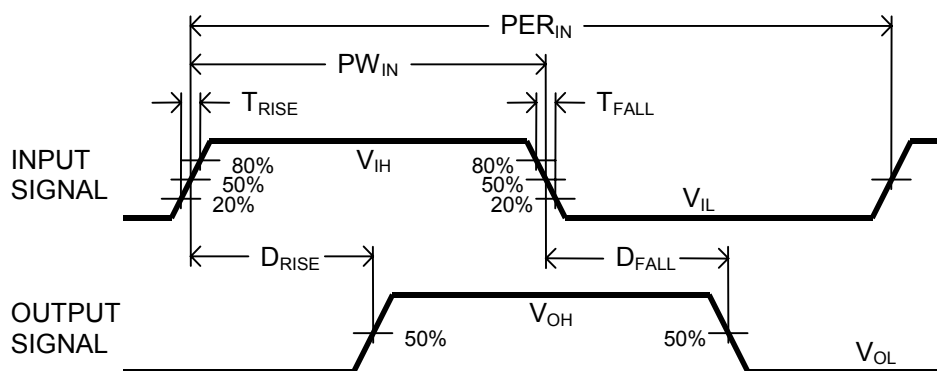 PER_IN
PW_IN
T_RISE
T_FALL
INPUT
SIGNAL
V_IH
80%
50%
20%
80%
50%
20%
V_IL
D_RISE
D_FALL
OUTPUT
SIGNAL
V_OH
50%
50%
V_OL